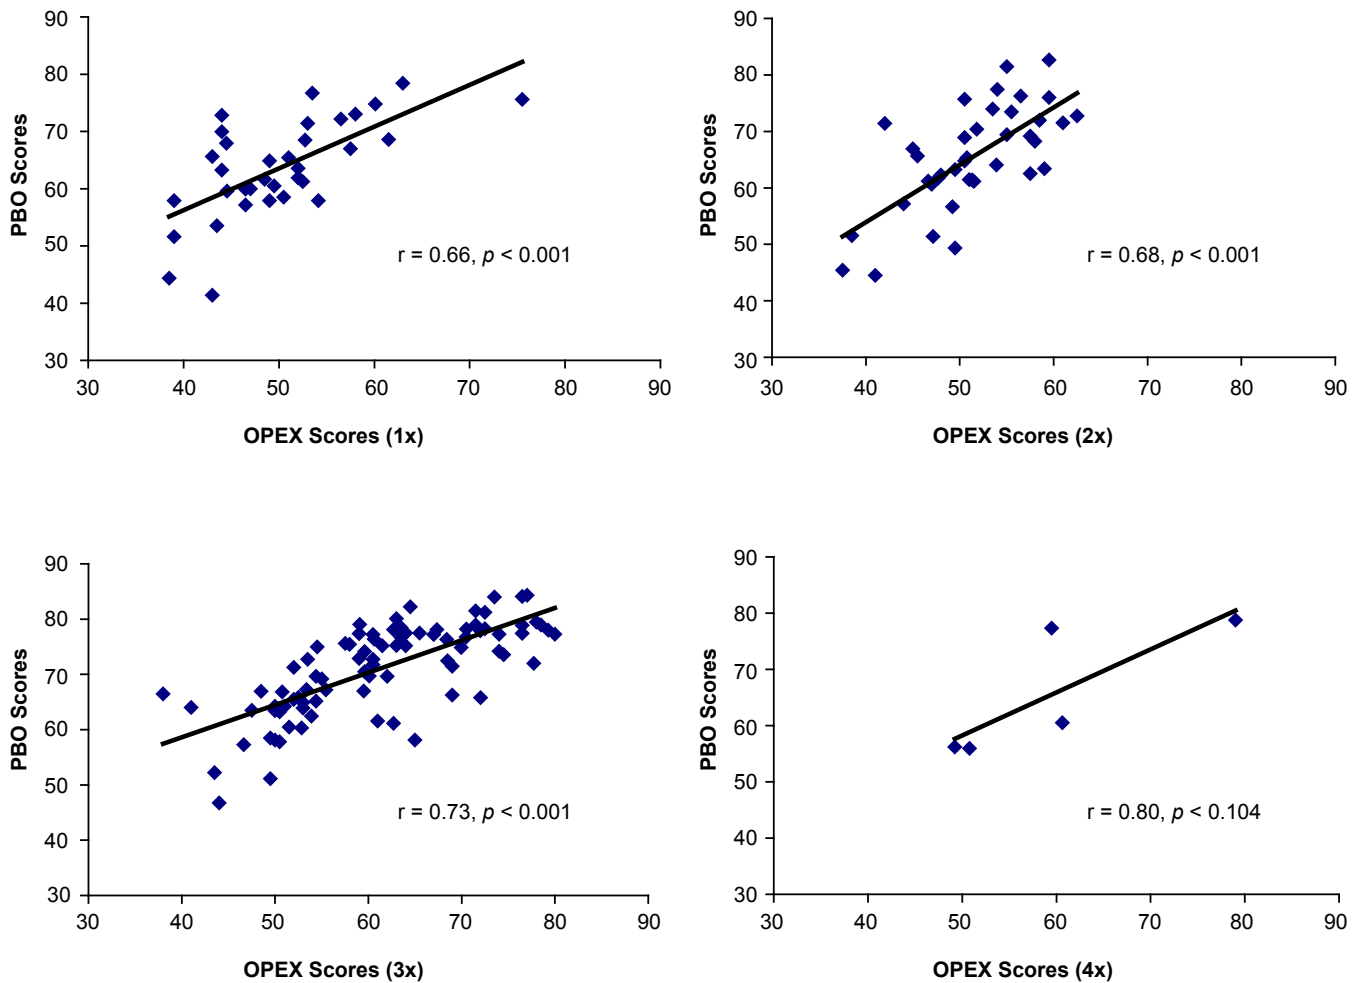 90
80
70
60
50
40
30
PBO Scores
r = 0.66, p < 0.001
30 40 50 60 70 80 90
OPEX Scores (1x)
90
80
70
60
50
40
30
PBO Scores
r = 0.68, p < 0.001
30 40 50 60 70 80 90
OPEX Scores (2x)
90
80
70
60
50
40
30
PBO Scores
r = 0.73, p < 0.001
30 40 50 60 70 80 90
OPEX Scores (3x)
90
80
70
60
50
40
30
PBO Scores
r = 0.80, p < 0.104
30 40 50 60 70 80 90
OPEX Scores (4x)